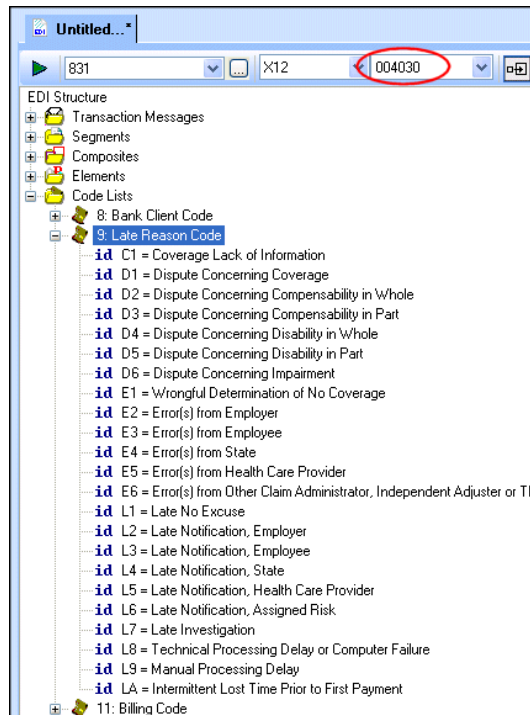 EDI Untitled...*
831 ... X12 004030
EDI Structure
Transaction Messages
Segments
Composites
Elements
Code Lists
8: Bank Client Code
9: Late Reason Code
id C1 = Coverage Lack of Information
id D1 = Dispute Concerning Coverage
id D2 = Dispute Concerning Compensability in Whole
id D3 = Dispute Concerning Compensability in Part
id D4 = Dispute Concerning Disability in Whole
id D5 = Dispute Concerning Disability in Part
id D6 = Dispute Concerning Impairment
id E1 = Wrongful Determination of No Coverage
id E2 = Error(s) from Employer
id E3 = Error(s) from Employee
id E4 = Error(s) from State
id E5 = Error(s) from Health Care Provider
id E6 = Error(s) from Other Claim Administrator, Independent Adjuster or T
id L1 = Late No Excuse
id L2 = Late Notification, Employer
id L3 = Late Notification, Employee
id L4 = Late Notification, State
id L5 = Late Notification, Health Care Provider
id L6 = Late Notification, Assigned Risk
id L7 = Late Investigation
id L8 = Technical Processing Delay or Computer Failure
id L9 = Manual Processing Delay
id LA = Intermittent Lost Time Prior to First Payment
11: Billing Code